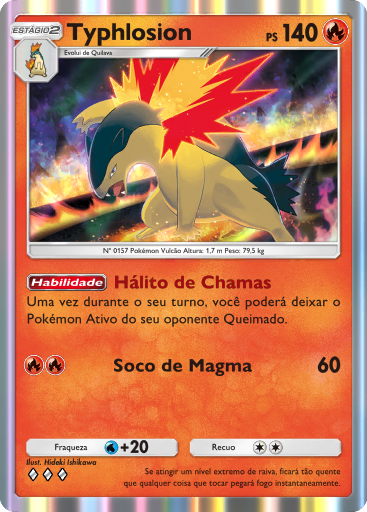 ESTÁGIO 2
Typhlosion
PS 140
Evolui de Quilava
Nº 0157 Pokémon Vulcão Altura: 1,7 m Peso: 79,5 kg
Habilidade Hálito de Chamas
Uma vez durante o seu turno, você poderá deixar o
Pokémon Ativo do seu oponente Queimado.
Soco de Magma 60
Fraqueza +20 Recuo
Ilust. Hideki Ishikawa
Se atingir um nível extremo de raiva, ficará tão quente
que qualquer coisa que tocar pegará fogo instantaneamente.